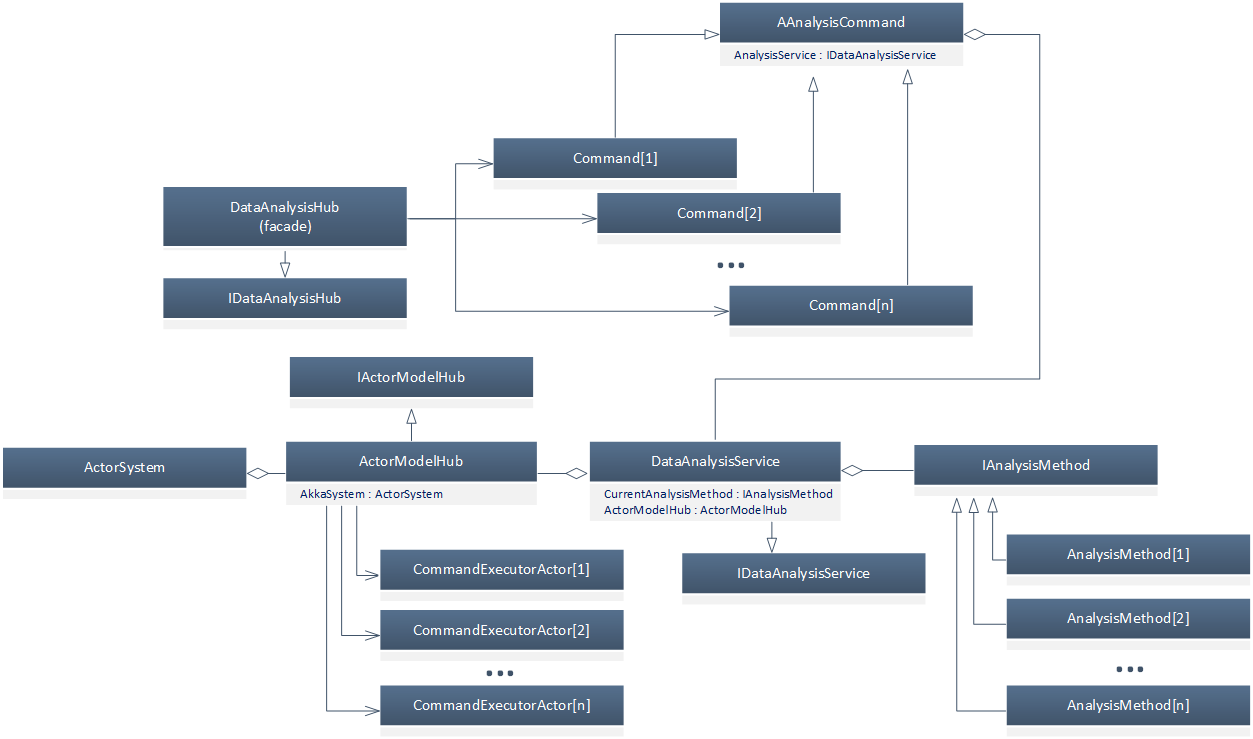 AAnalysisCommand
AnalysisService : IDataAnalysisService
Command[1]
DataAnalysisHub
(facade)
Command[2]
IDataAnalysisHub
Command[n]
IActorModelHub
ActorSystem
ActorModelHub
AkkaSystem : ActorSystem
DataAnalysisService
CurrentAnalysisMethod : IAnalysisMethod
ActorModelHub : ActorModelHub
IAnalysisMethod
CommandExecutorActor[1]
IDataAnalysisService
AnalysisMethod[1]
CommandExecutorActor[2]
AnalysisMethod[2]
CommandExecutorActor[n]
AnalysisMethod[n]